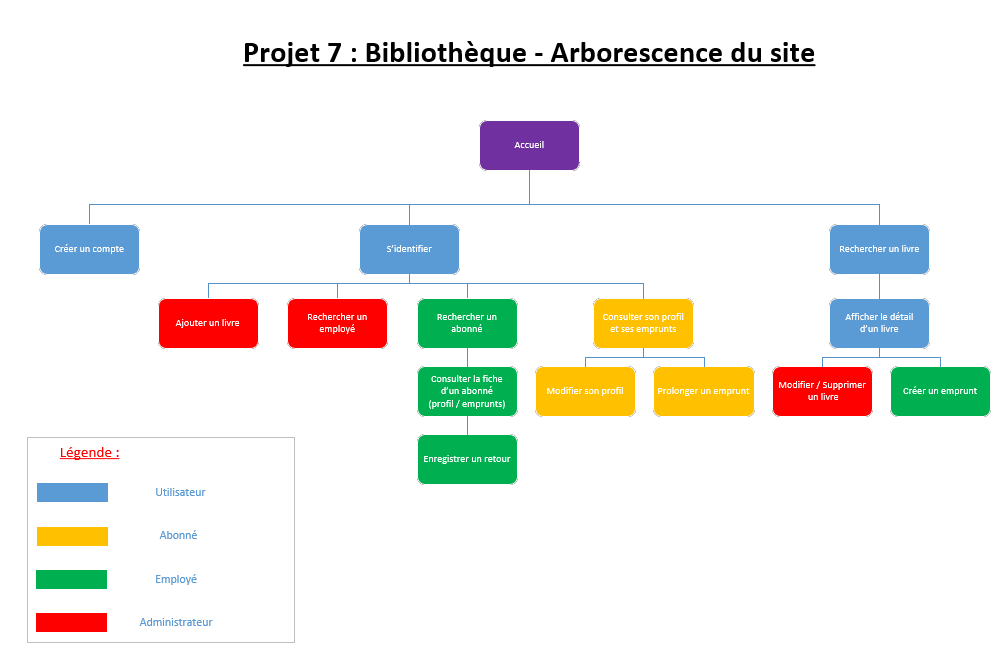 Projet 7 : Bibliothèque - Arborescence du site
Accueil
Créer un compte
S'identifier
Rechercher un livre
Ajouter un livre
Rechercher un
employé
Rechercher un
abonné
Consulter son profil
et ses emprunts
Afficher le détail
d'un livre
Consulter la fiche
d'un abonné
(profil / emprunts)
Modifier son profil
Prolonger un emprunt
Modifier / Supprimer
un livre
Créer un emprunt
Enregistrer un retour
Légende :
Utilisateur
Abonné
Employé
Administrateur